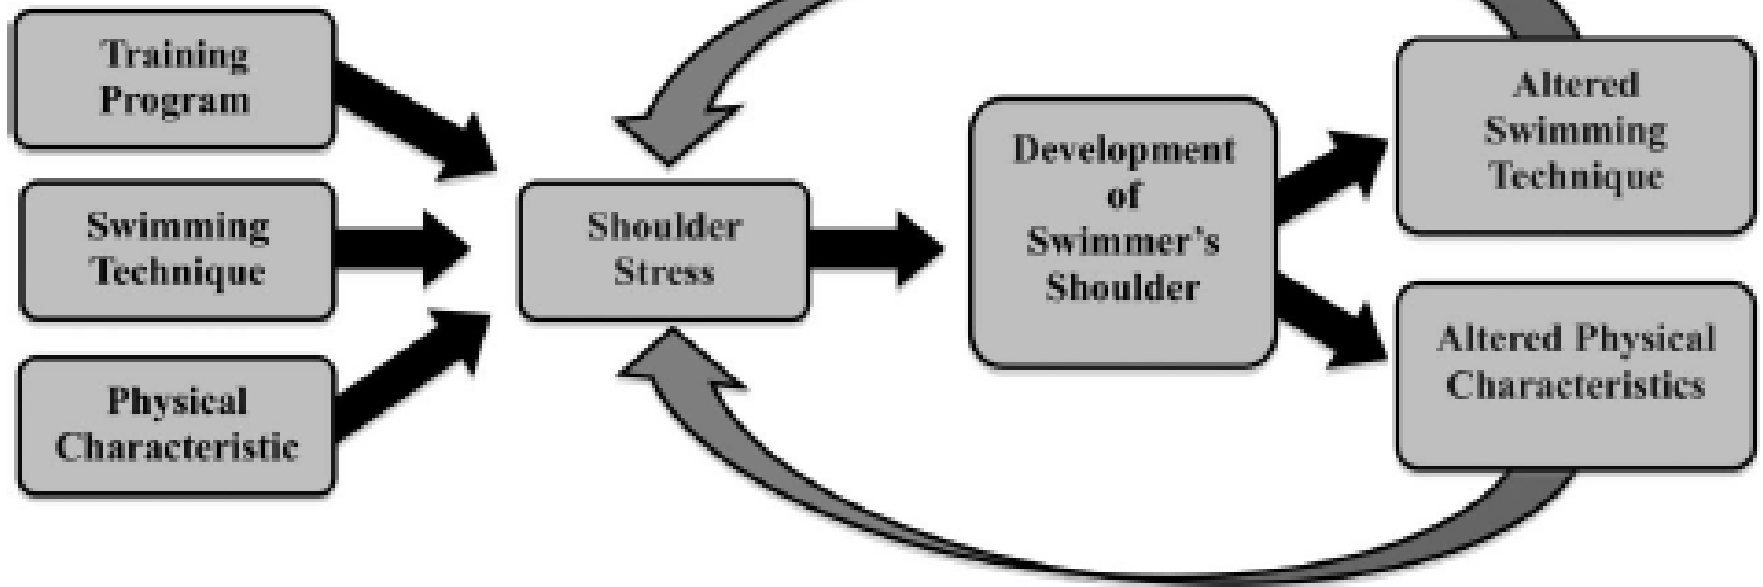 Training
Program
Swimming
Technique
Physical
Characteristic
Shoulder
Stress
Development
of
Swimmer's
Shoulder
Altered
Swimming
Technique
Altered Physical
Characteristics